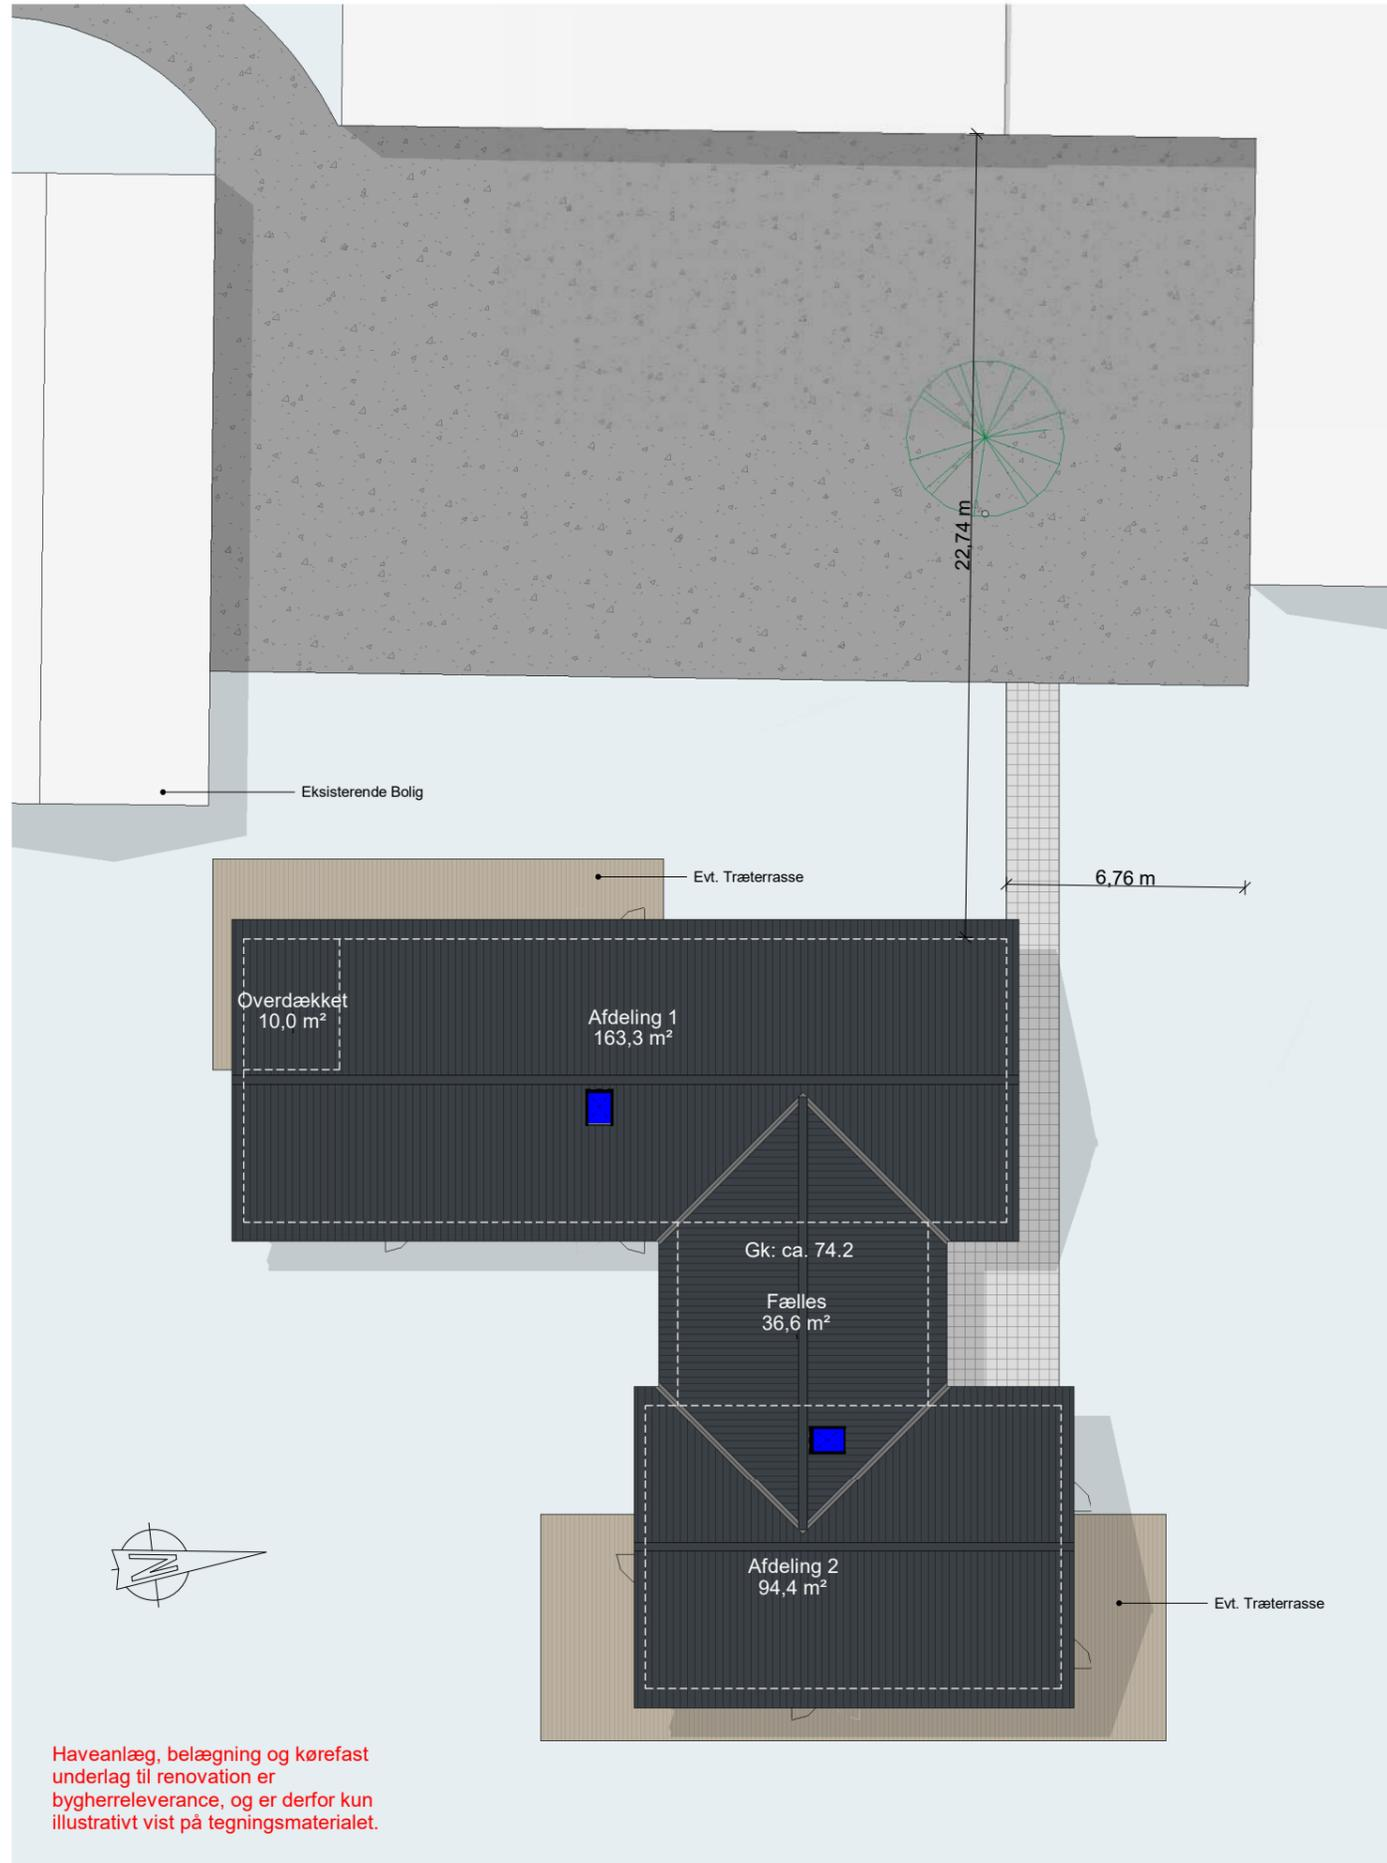 22,74 m
Eksisterende Bolig
Evt. Træterrasse
6,76 m
Overdækket
10,0 m²
Afdeling 1
163,3 m²
Gk: ca. 74.2
Fælles
36,6 m²
Afdeling 2
94,4 m²
N
Evt. Træterrasse
Haveanlæg, belægning og kørefast
underlag til renovation er
bygherreleverance, og er derfor kun
illustrativt vist på tegningsmaterialet.